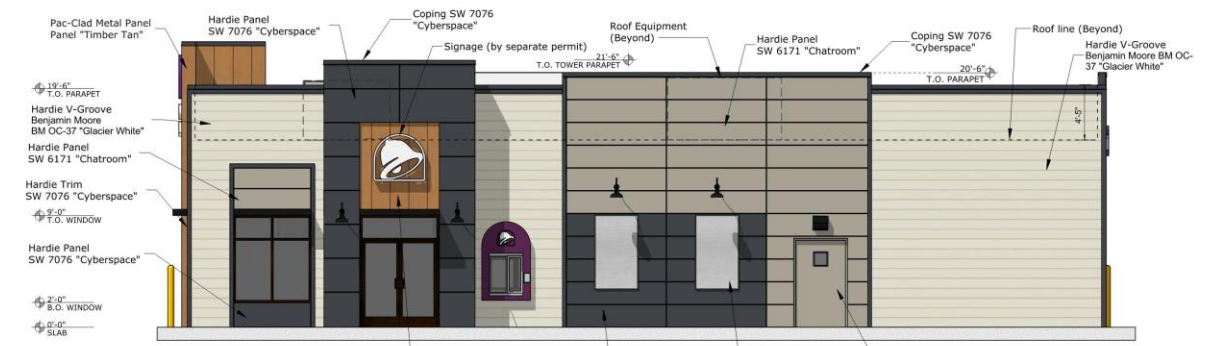 Pac-Clad Metal Panel
Panel "Timber Tan"
Hardie Panel
SW 7076 "Cyberspace"
Coping SW 7076
"Cyberspace"
Signage (by separate permit)
Roof Equipment
(Beyond)
21'-6"
T.O. TOWER PARAPET
Hardie Panel
SW 6171 "Chatroom"
Coping SW 7076
"Cyberspace"
20'-6"
T.O. PARAPET
Roof line (Beyond)
Hardie V-Groove
Benjamin Moore BM OC-
37 "Glacier White"
4'-5"
19'-6"
T.O. PARAPET
Hardie V-Groove
Benjamin Moore
BM OC-37 "Glacier White"
Hardie Panel
SW 6171 "Chatroom"
Hardie Trim
SW 7076 "Cyberspace"
9'-0"
T.O. WINDOW
Hardie Panel
SW 7076 "Cyberspace"
2'-0"
B.O. WINDOW
0'-0"
SLAB